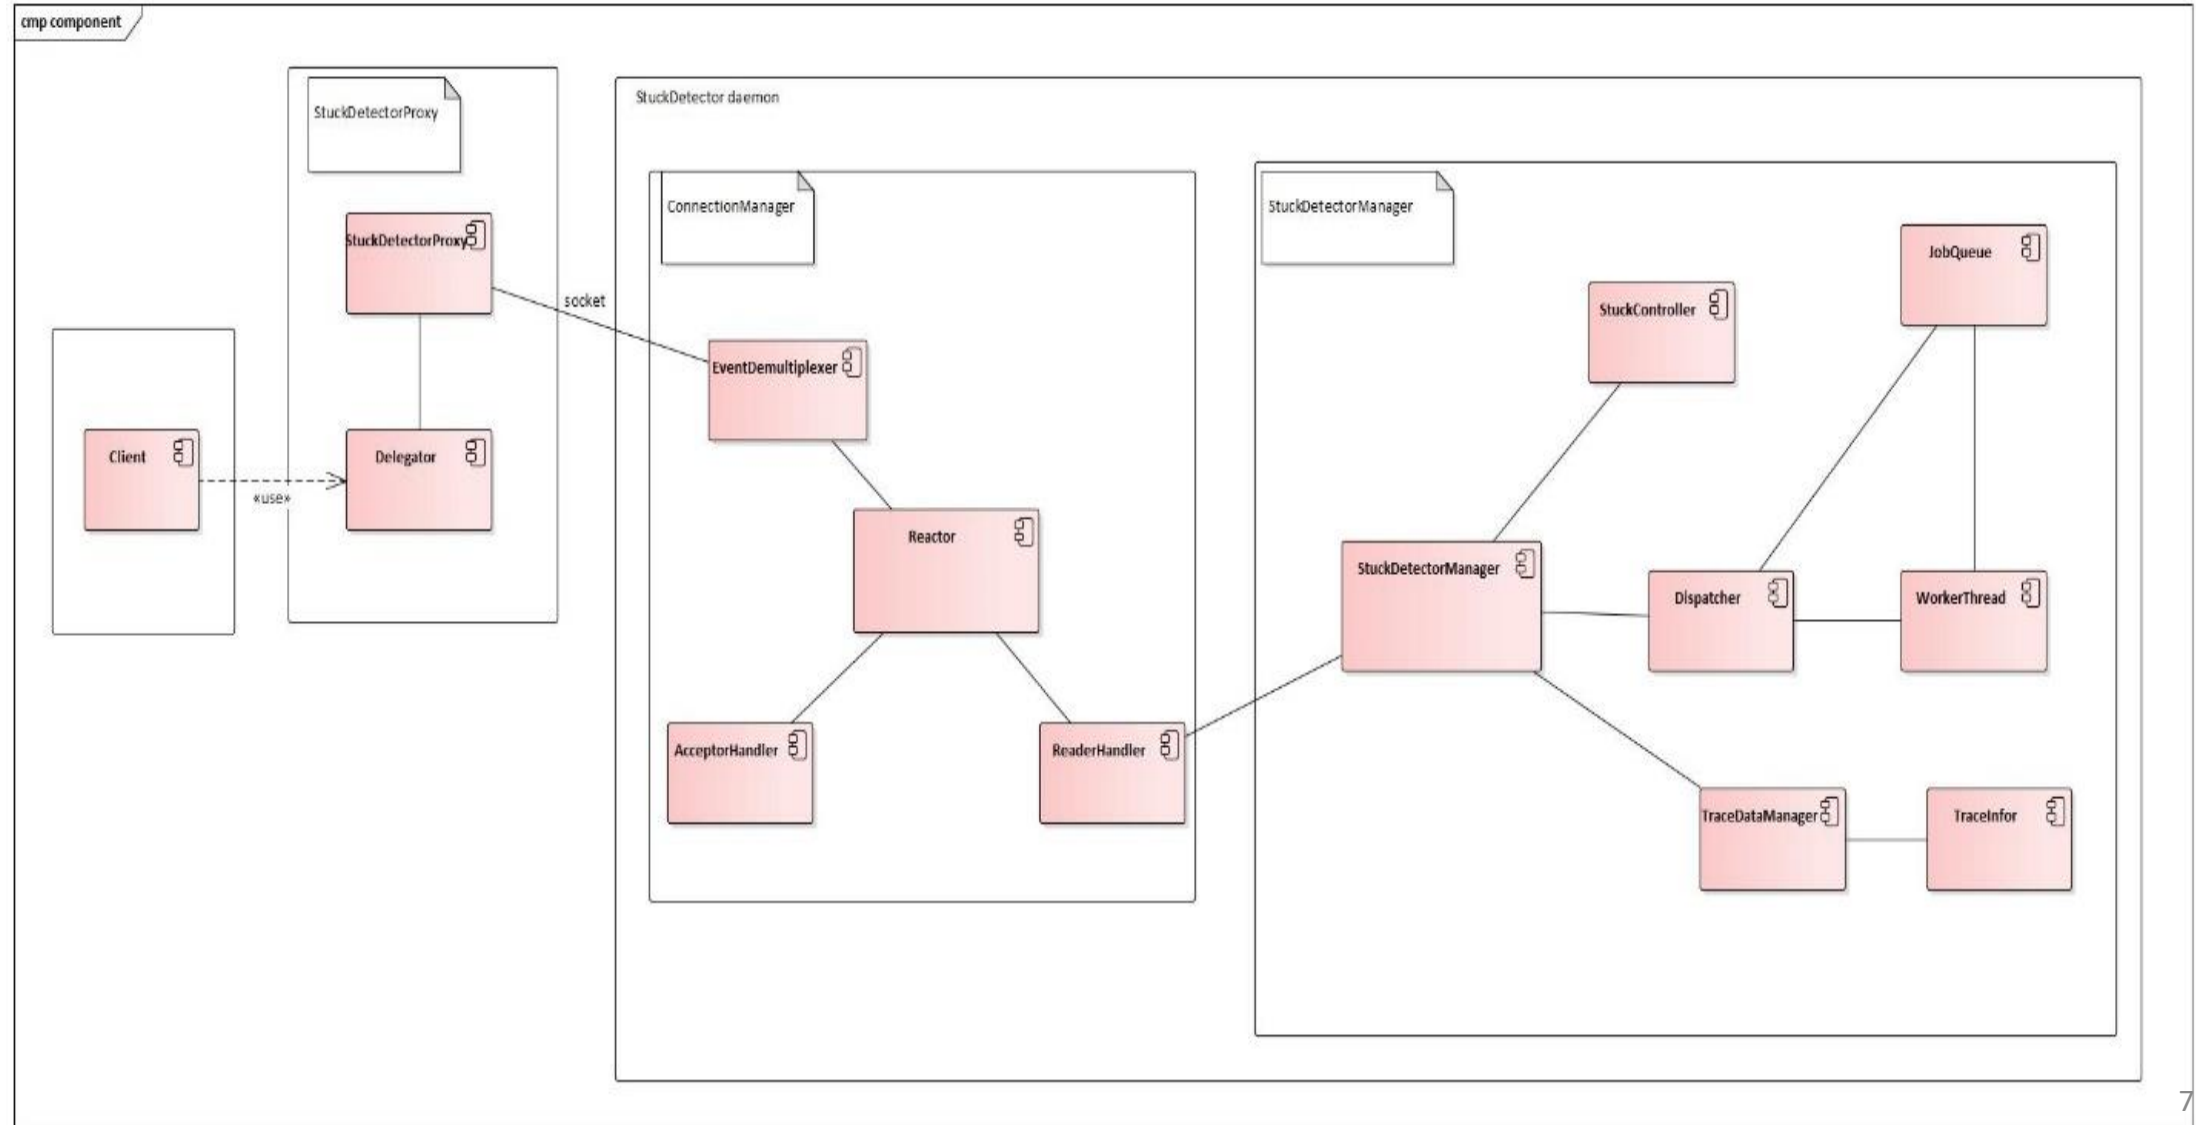 cmp component
StuckDetectorProxy
StuckDetector daemon
ConnectionManager
StuckDetectorManager
StuckDetectorProxy
JobQueue
socket
StuckController
EventDemultiplexer
Client
«use»
Delegator
Reactor
StuckDetectorManager
Dispatcher
WorkerThread
AcceptorHandler
ReaderHandler
TraceDataManager
TraceInfor
7